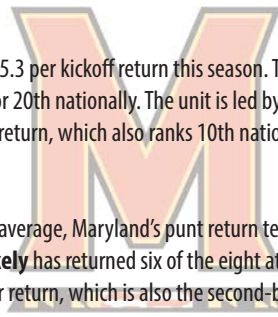 5.3 per kickoff return this season. T
or 20th nationally. The unit is led by
return, which also ranks 10th natio
average, Maryland's punt return te
kely has returned six of the eight at
r return, which is also the second-b